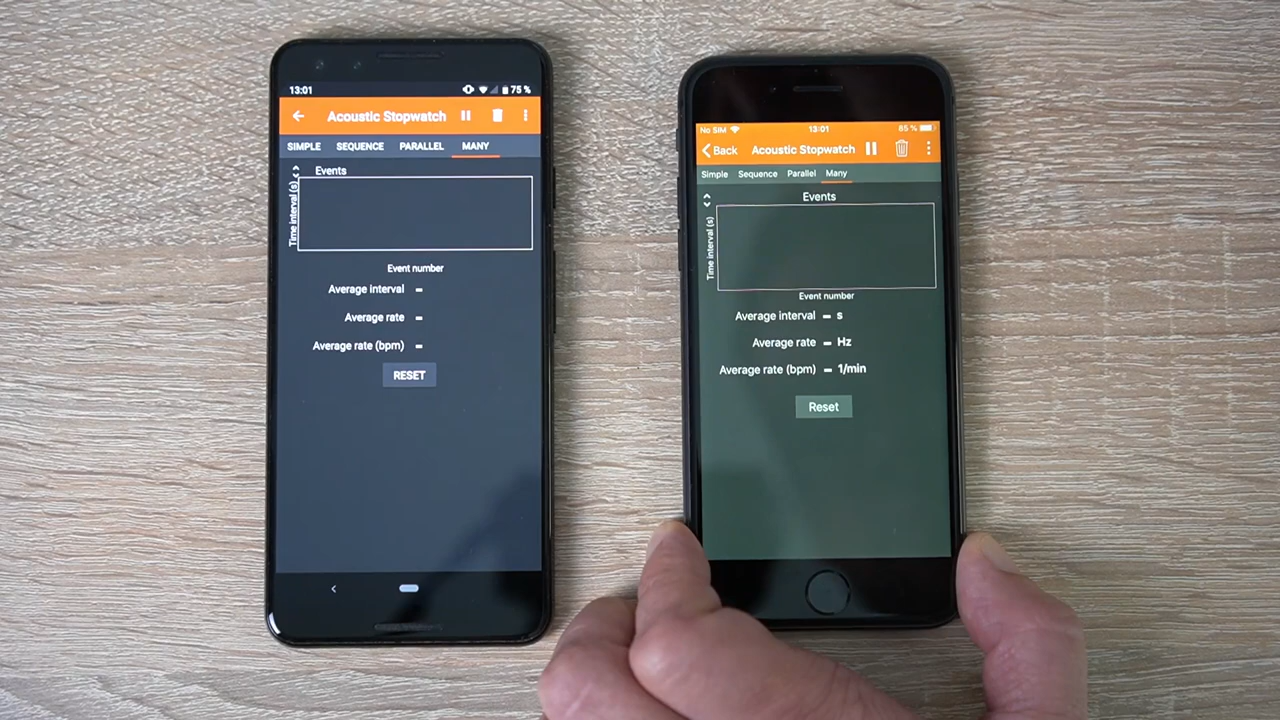 13:01 75 %
Acoustic Stopwatch
SIMPLE SEQUENCE PARALLEL MANY
Events
Time interval (s)
Event number
Average interval -
Average rate -
Average rate (bpm) -
RESET
No SIM 13:01 85 %
Back Acoustic Stopwatch
Simple Sequence Parallel Many
Events
Time interval (s)
Event number
Average interval - s
Average rate - Hz
Average rate (bpm) - 1/min
Reset